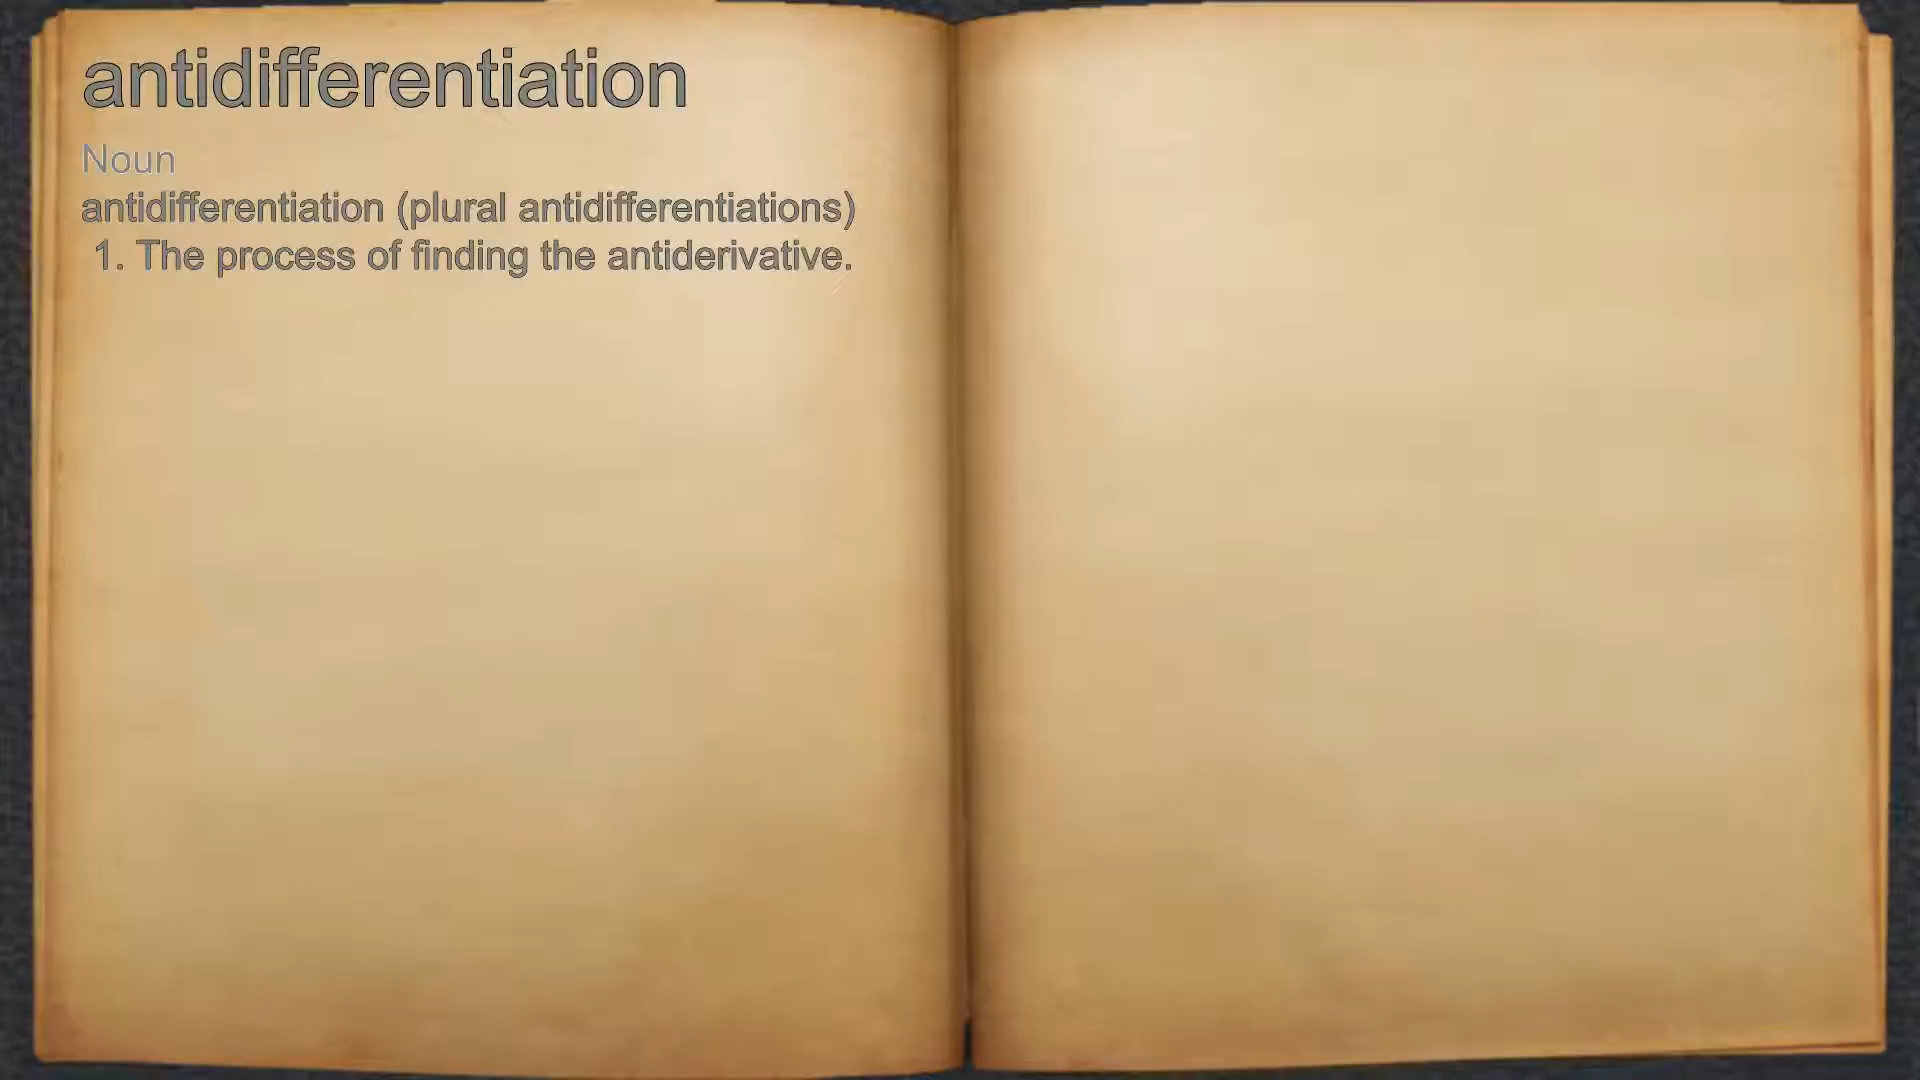 antidifferentiation
Noun
antidifferentiation (plural antidifferentiations)
1. The process of finding the antiderivative.